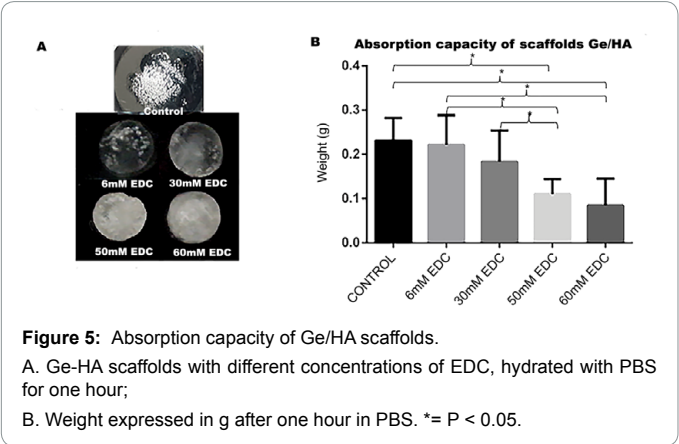 A
Control
6mM EDC 30mM EDC
50mM EDC 60mM EDC
B
Absorption capacity of scaffolds Ge/HA
Weight (g)
0.4
0.3
0.2
0.1
0.0
*
*
*
*
*
CONTROL
6mM EDC
30mM EDC
50mM EDC
60mM EDC
Figure 5: Absorption capacity of Ge/HA scaffolds.
A. Ge-HA scaffolds with different concentrations of EDC, hydrated with PBS
for one hour;
B. Weight expressed in g after one hour in PBS. *= P < 0.05.